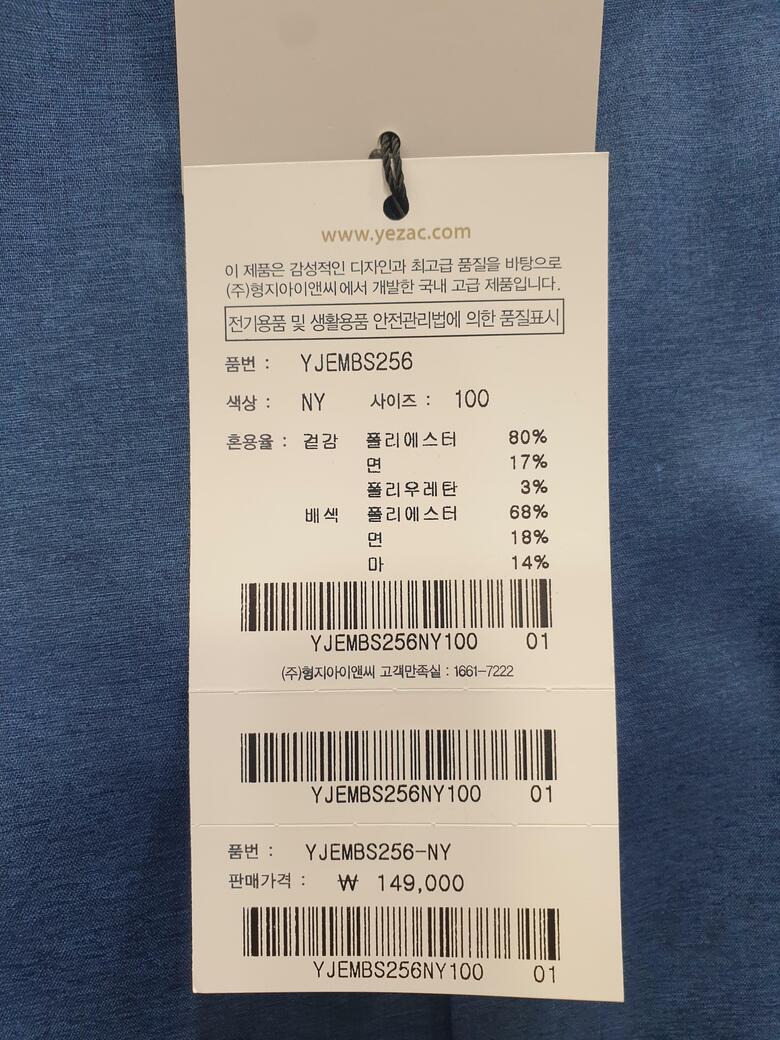 www.yezac.com
이 제품은 감성적인 디자인과 최고급 품질을 바탕으로
(주)형지아이앤씨에서 개발한 국내 고급 제품입니다.
전기용품 및 생활용품 안전관리법에 의한 품질표시
품번 : YJEMBS256
색상 : NY 사이즈 : 100
혼용율 : 겉감 폴리에스터 80%
면 17%
폴리우레탄 3%
배색 폴리에스터 68%
면 18%
마 14%
YJEMBS256NY100 01
(주)형지아이앤씨 고객만족실 : 1661-7222
YJEMBS256NY100 01
품번 : YJEMBS256-NY
판매가격 : ₩ 149,000
YJEMBS256NY100 01